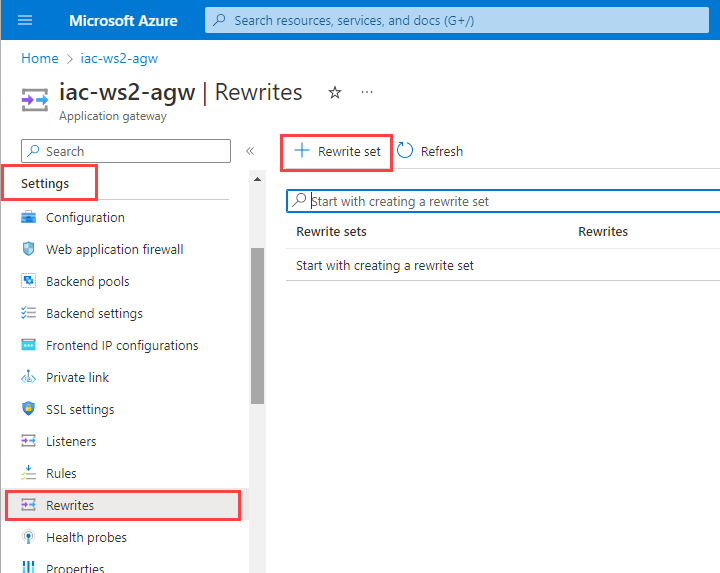 Microsoft Azure
Search resources, services, and docs (G+/)
Home > iac-ws2-agw
iac-ws2-agw | Rewrites
Application gateway
Search
Rewrite set
Refresh
Settings
Start with creating a rewrite set
Configuration
Rewrite sets
Rewrites
Web application firewall
Start with creating a rewrite set
Backend pools
Backend settings
Frontend IP configurations
Private link
SSL settings
Listeners
Rules
Rewrites
Health probes
Properties